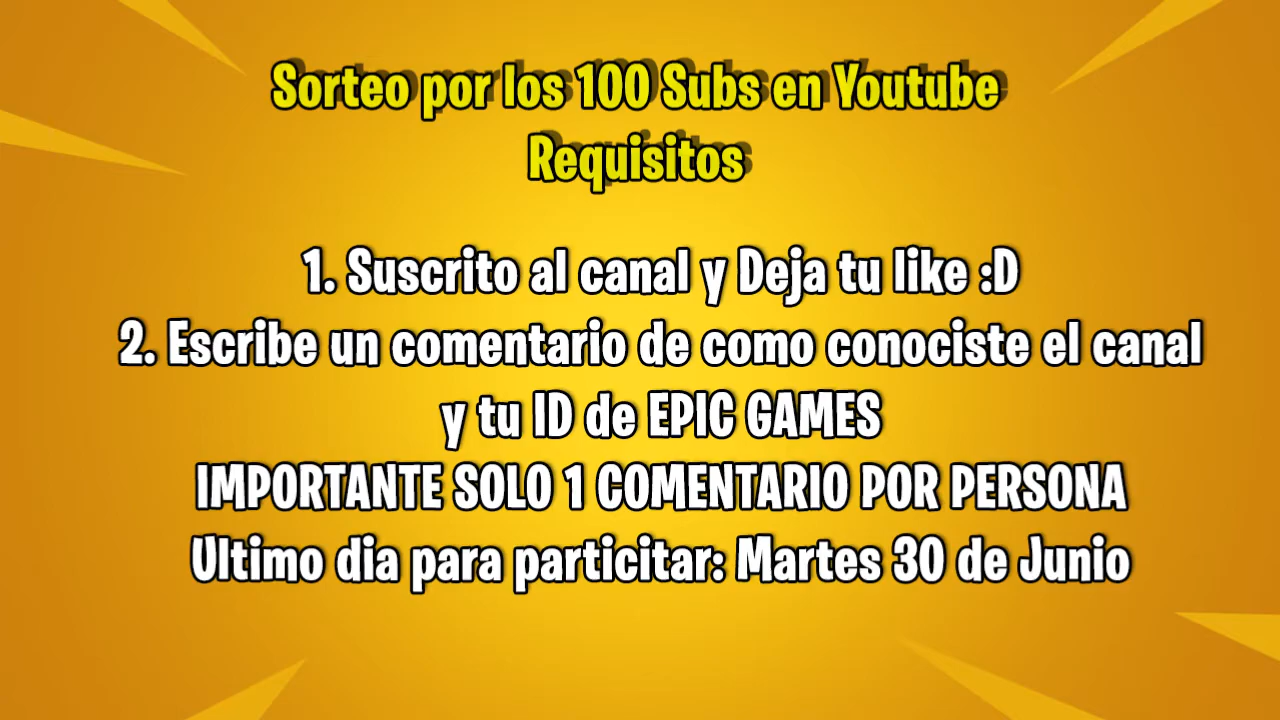 Sorteo por los 100 Subs en Youtube
Requisitos
1. Suscrito al canal y Deja tu like :D
2. Escribe un comentario de como conociste el canal
y tu ID de EPIC GAMES
IMPORTANTE SOLO 1 COMENTARIO POR PERSONA
Ultimo dia para particitar: Martes 30 de Junio